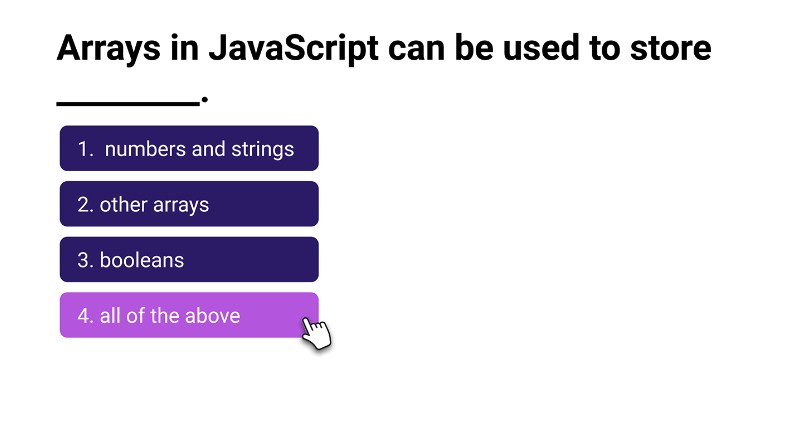 Arrays in JavaScript can be used to store
________.
1. numbers and strings
2. other arrays
3. booleans
4. all of the above